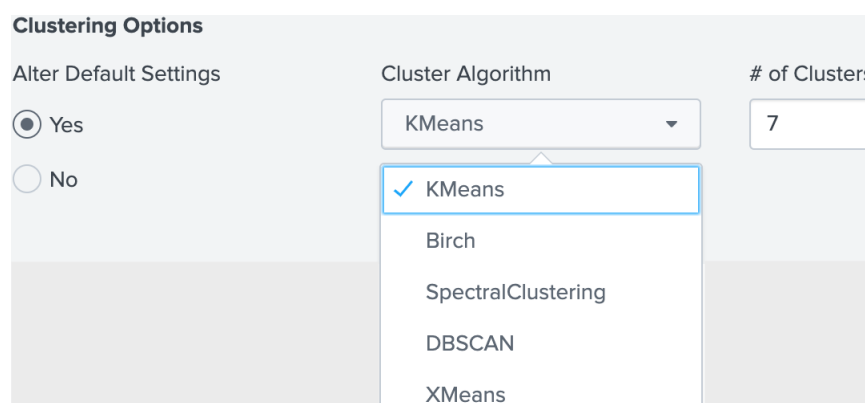 Clustering Options
Alter Default Settings
Cluster Algorithm
# of Clusters
Yes
KMeans
7
No
KMeans
Birch
SpectralClustering
DBSCAN
XMeans